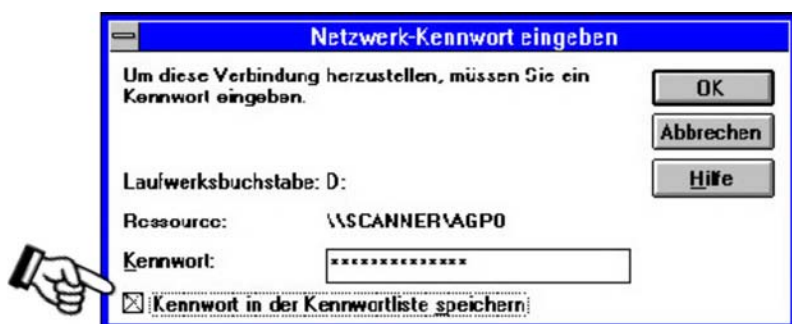 Netzwerk-Kennwort eingeben
Um diese Verbindung herzustellen, müssen Sie ein
Kennwort eingeben.
OK
Abbrechen
Laufwerksbuchstabe: D:
Hilfe
Ressource: \\SCANNER\AGP0
Kennwort: **************
Kennwort in der Kennwortliste speichern